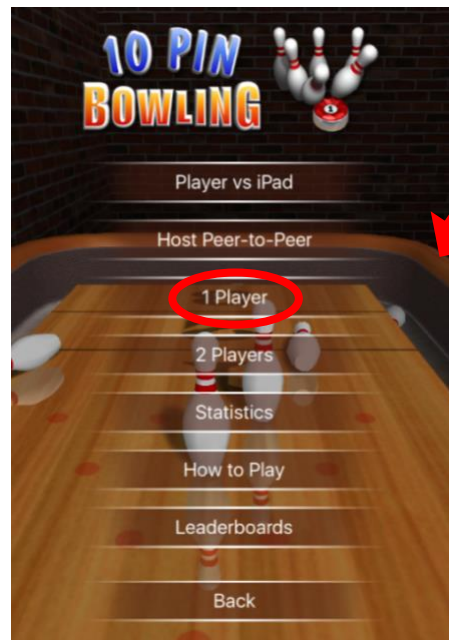 10 PIN
BOWLING
Player vs iPad
Host Peer-to-Peer
1 Player
2 Players
Statistics
How to Play
Leaderboards
Back